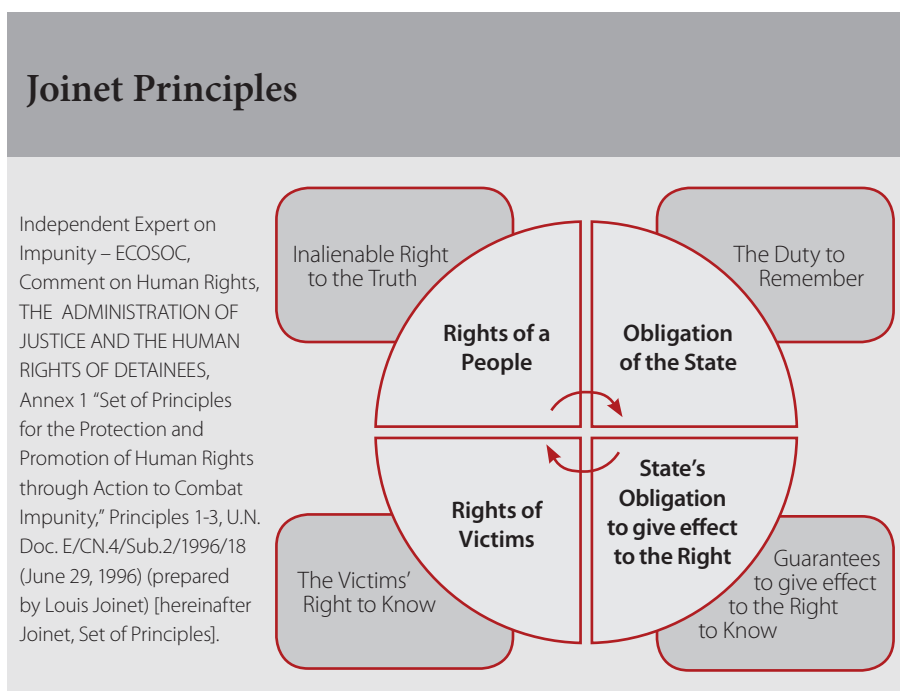 Joinet Principles
Independent Expert on
Impunity – ECOSOC,
Comment on Human Rights,
THE ADMINISTRATION OF
JUSTICE AND THE HUMAN
RIGHTS OF DETAINEES,
Annex 1 “Set of Principles
for the Protection and
Promotion of Human Rights
through Action to Combat
Impunity,” Principles 1-3, U.N.
Doc. E/CN.4/Sub.2/1996/18
(June 29, 1996) (prepared
by Louis Joinet) [hereinafter
Joinet, Set of Principles].
Inalienable Right
to the Truth
The Duty to
Remember
Rights of a
People
Obligation
of the State
Rights of
Victims
State’s
Obligation
to give effect
to the Right
The Victims’
Right to Know
Guarantees
to give effect
to the Right
to Know